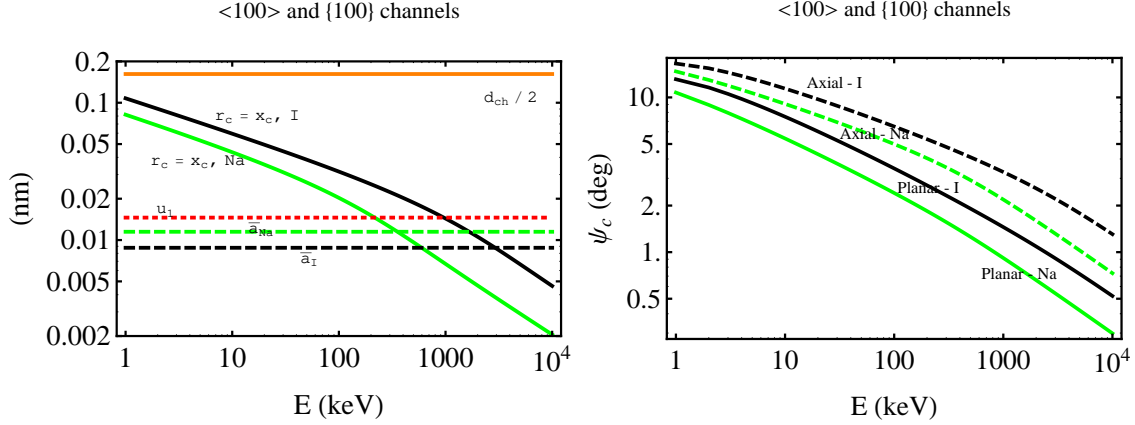 <100> and {100} channels
0.2
0.1
0.05
0.02
0.01
0.005
0.002
(nm)
d_ch / 2
r_c = x_c, I
r_c = x_c, Na
u_1
a̅_Na
a̅_I
1 10 100 1000 10^4
E (keV)
<100> and {100} channels
10.
5.
2.
1.
0.5
ψ_c (deg)
Axial - I
Axial - Na
Planar - I
Planar - Na
1 10 100 1000 10^4
E (keV)